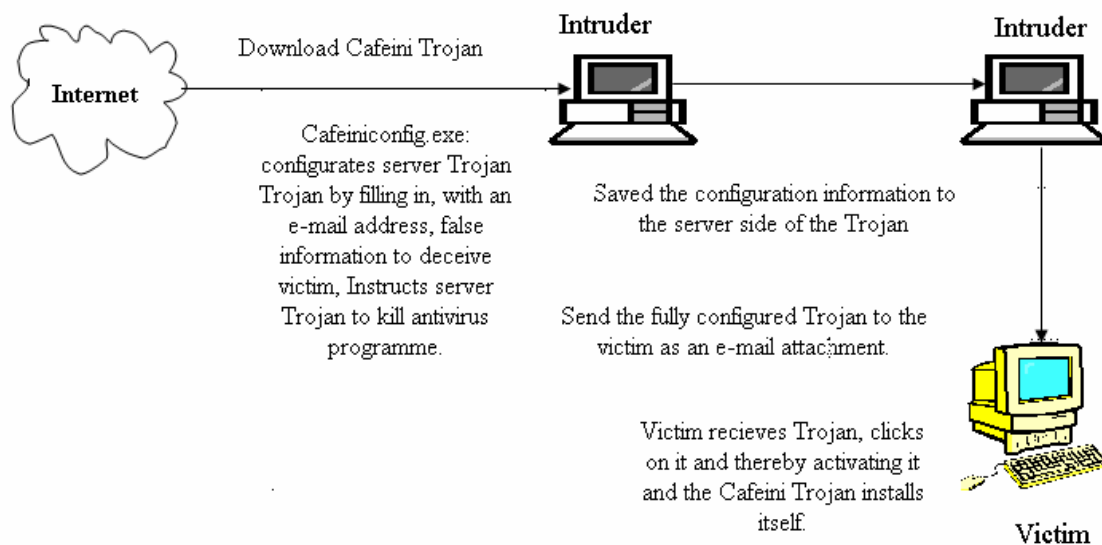 Intruder
Intruder
Download Cafeini Trojan
Internet
Cafeiniconfig.exe:
configurates server Trojan
Trojan by filling in, with an
e-mail address, false
information to deceive
victim, Instructs server
Trojan to kill antivirus
programme.
Saved the configuration information to
the server side of the Trojan
Send the fully configured Trojan to the
victim as an e-mail attachment.
Victim recieves Trojan, clicks
on it and thereby activating it
and the Cafeini Trojan installs
itself.
Victim